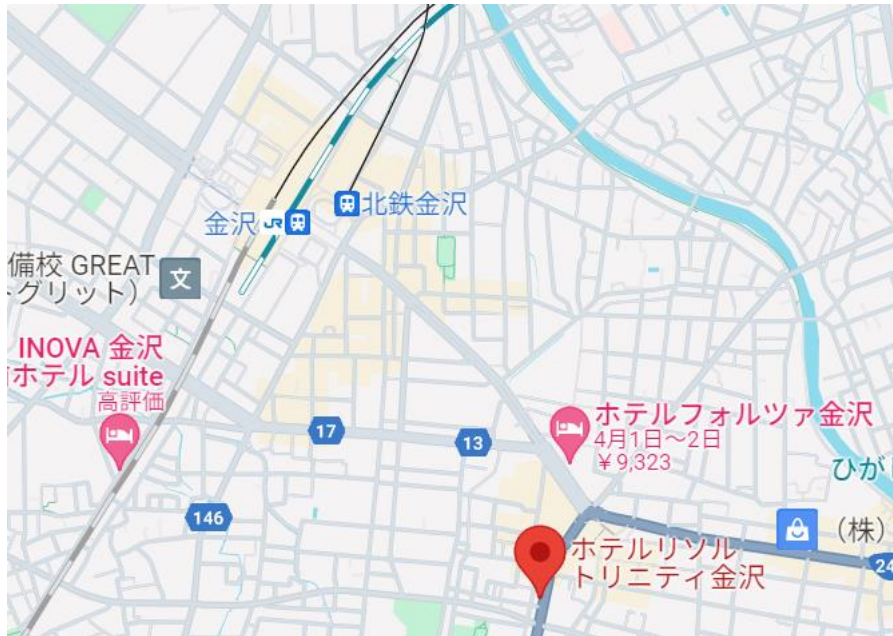 金沢 JR
北鉄金沢
備校 GREAT
トグリット)
INOVA 金沢
ホテル suite
高評価
17
13
ホテルフォルツァ金沢
4月1日~2日
¥9,323
ひが
146
(株)
ホテルリソル
トリニティ金沢
24
文